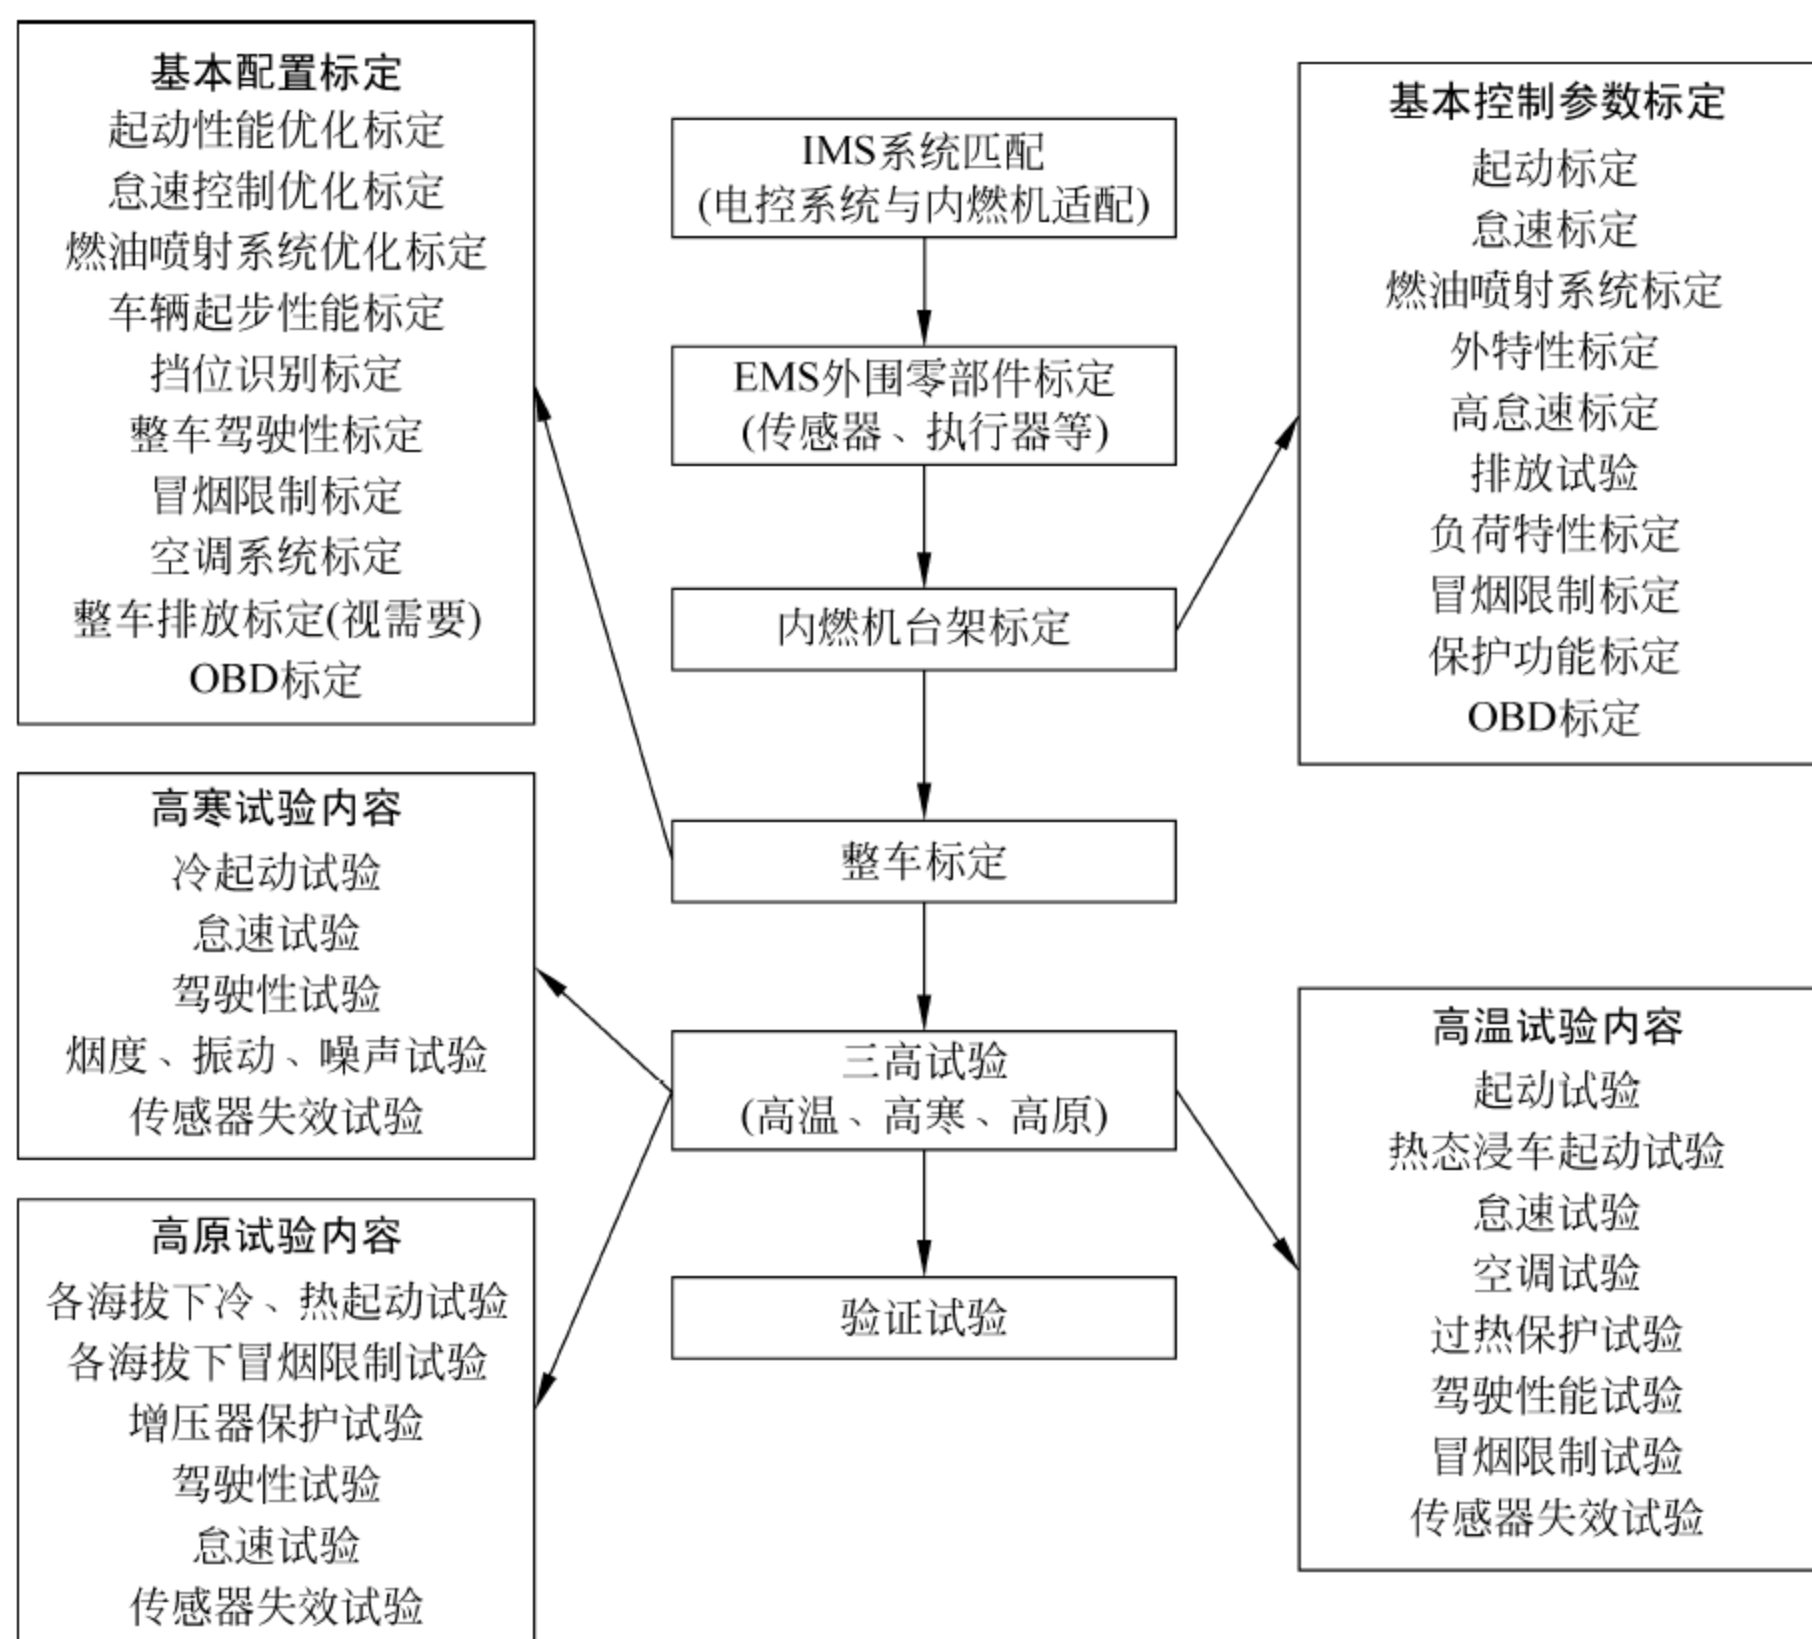 基本配置标定
起动性能优化标定
怠速控制优化标定
燃油喷射系统优化标定
车辆起步性能标定
挡位识别标定
整车驾驶性标定
冒烟限制标定
空调系统标定
整车排放标定(视需要)
OBD标定
高寒试验内容
冷起动试验
怠速试验
驾驶性试验
烟度、振动、噪声试验
传感器失效试验
高原试验内容
各海拔下冷、热起动试验
各海拔下冒烟限制试验
增压器保护试验
驾驶性试验
怠速试验
传感器失效试验
IMS系统匹配
(电控系统与内燃机适配)
EMS外围零部件标定
(传感器、执行器等)
内燃机台架标定
整车标定
三高试验
(高温、高寒、高原)
验证试验
基本控制参数标定
起动标定
怠速标定
燃油喷射系统标定
外特性标定
高怠速标定
排放试验
负荷特性标定
冒烟限制标定
保护功能标定
OBD标定
高温试验内容
起动试验
热态浸车起动试验
怠速试验
空调试验
过热保护试验
驾驶性能试验
冒烟限制试验
传感器失效试验